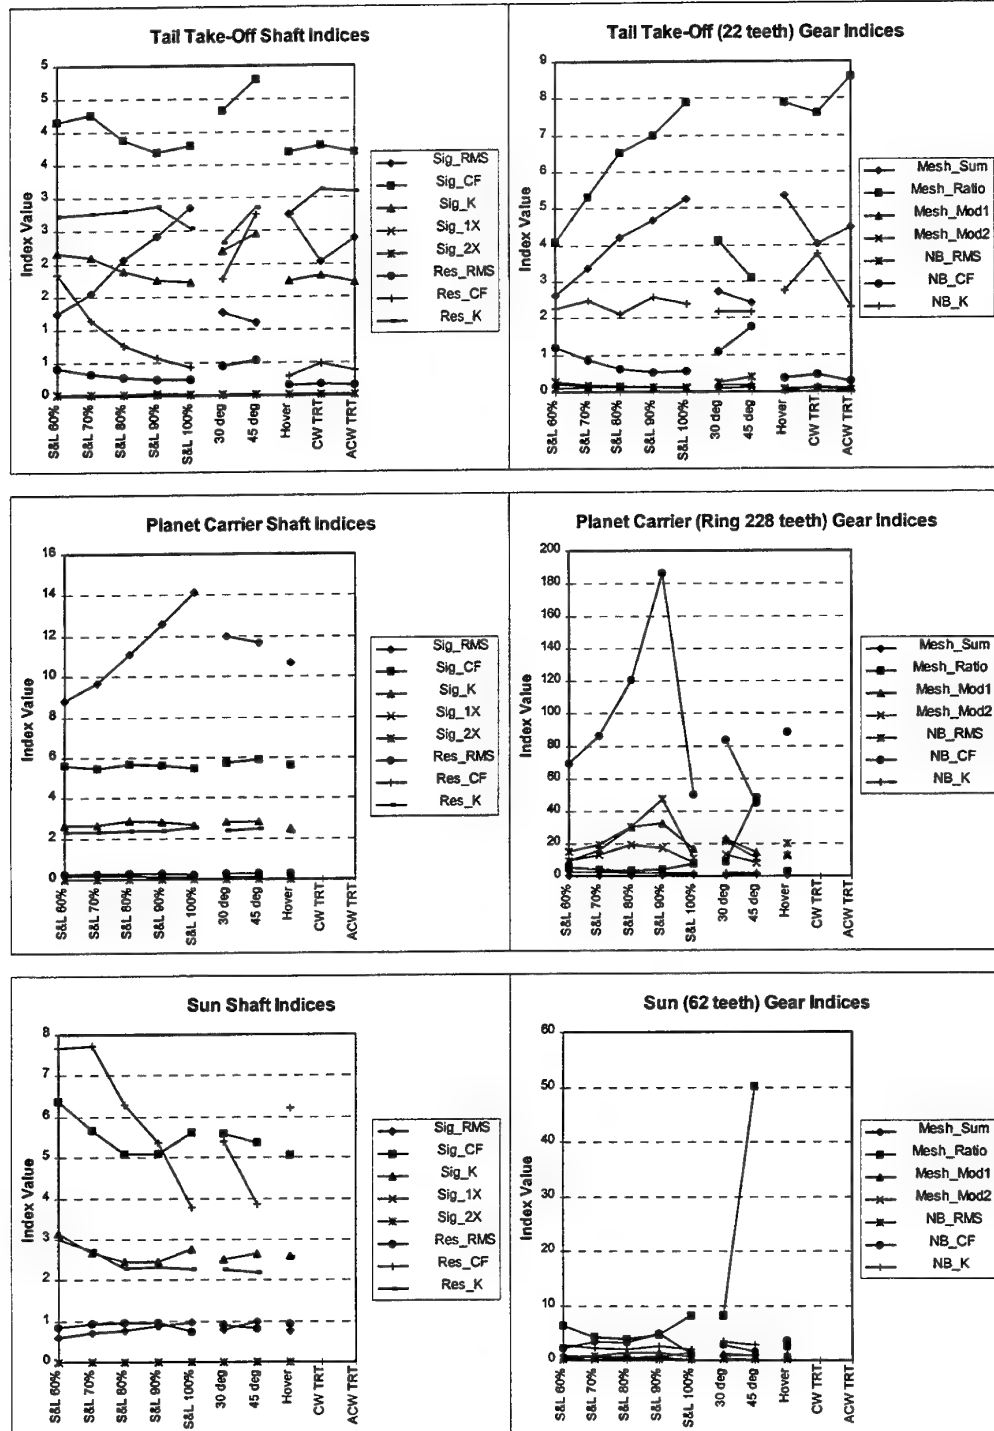 Tail Take-Off Shaft Indices
Index Value
5
5
4
4
3
3
2
2
1
1
0
S&L 60%
S&L 70%
S&L 80%
S&L 90%
S&L 100%
30 deg
45 deg
Hover
CW TRT
ACW TRT
Sig_RMS
Sig_CF
Sig_K
Sig_1X
Sig_2X
Res_RMS
Res_CF
Res_K
Tail Take-Off (22 teeth) Gear Indices
Index Value
9
8
7
6
5
4
3
2
1
0
S&L 60%
S&L 70%
S&L 80%
S&L 90%
S&L 100%
30 deg
45 deg
Hover
CW TRT
ACW TRT
Mesh_Sum
Mesh_Ratio
Mesh_Mod1
Mesh_Mod2
NB_RMS
NB_CF
NB_K
Planet Carrier Shaft Indices
Index Value
16
14
12
10
8
6
4
2
0
S&L 60%
S&L 70%
S&L 80%
S&L 90%
S&L 100%
30 deg
45 deg
Hover
CW TRT
ACW TRT
Sig_RMS
Sig_CF
Sig_K
Sig_1X
Sig_2X
Res_RMS
Res_CF
Res_K
Planet Carrier (Ring 228 teeth) Gear Indices
Index Value
200
180
160
140
120
100
80
60
40
20
0
S&L 60%
S&L 70%
S&L 80%
S&L 90%
S&L 100%
30 deg
45 deg
Hover
CW TRT
ACW TRT
Mesh_Sum
Mesh_Ratio
Mesh_Mod1
Mesh_Mod2
NB_RMS
NB_CF
NB_K
Sun Shaft Indices
Index Value
8
7
6
5
4
3
2
1
0
S&L 60%
S&L 70%
S&L 80%
S&L 90%
S&L 100%
30 deg
45 deg
Hover
CW TRT
ACW TRT
Sig_RMS
Sig_CF
Sig_K
Sig_1X
Sig_2X
Res_RMS
Res_CF
Res_K
Sun (62 teeth) Gear Indices
Index Value
60
50
40
30
20
10
0
S&L 60%
S&L 70%
S&L 80%
S&L 90%
S&L 100%
30 deg
45 deg
Hover
CW TRT
ACW TRT
Mesh_Sum
Mesh_Ratio
Mesh_Mod1
Mesh_Mod2
NB_RMS
NB_CF
NB_K